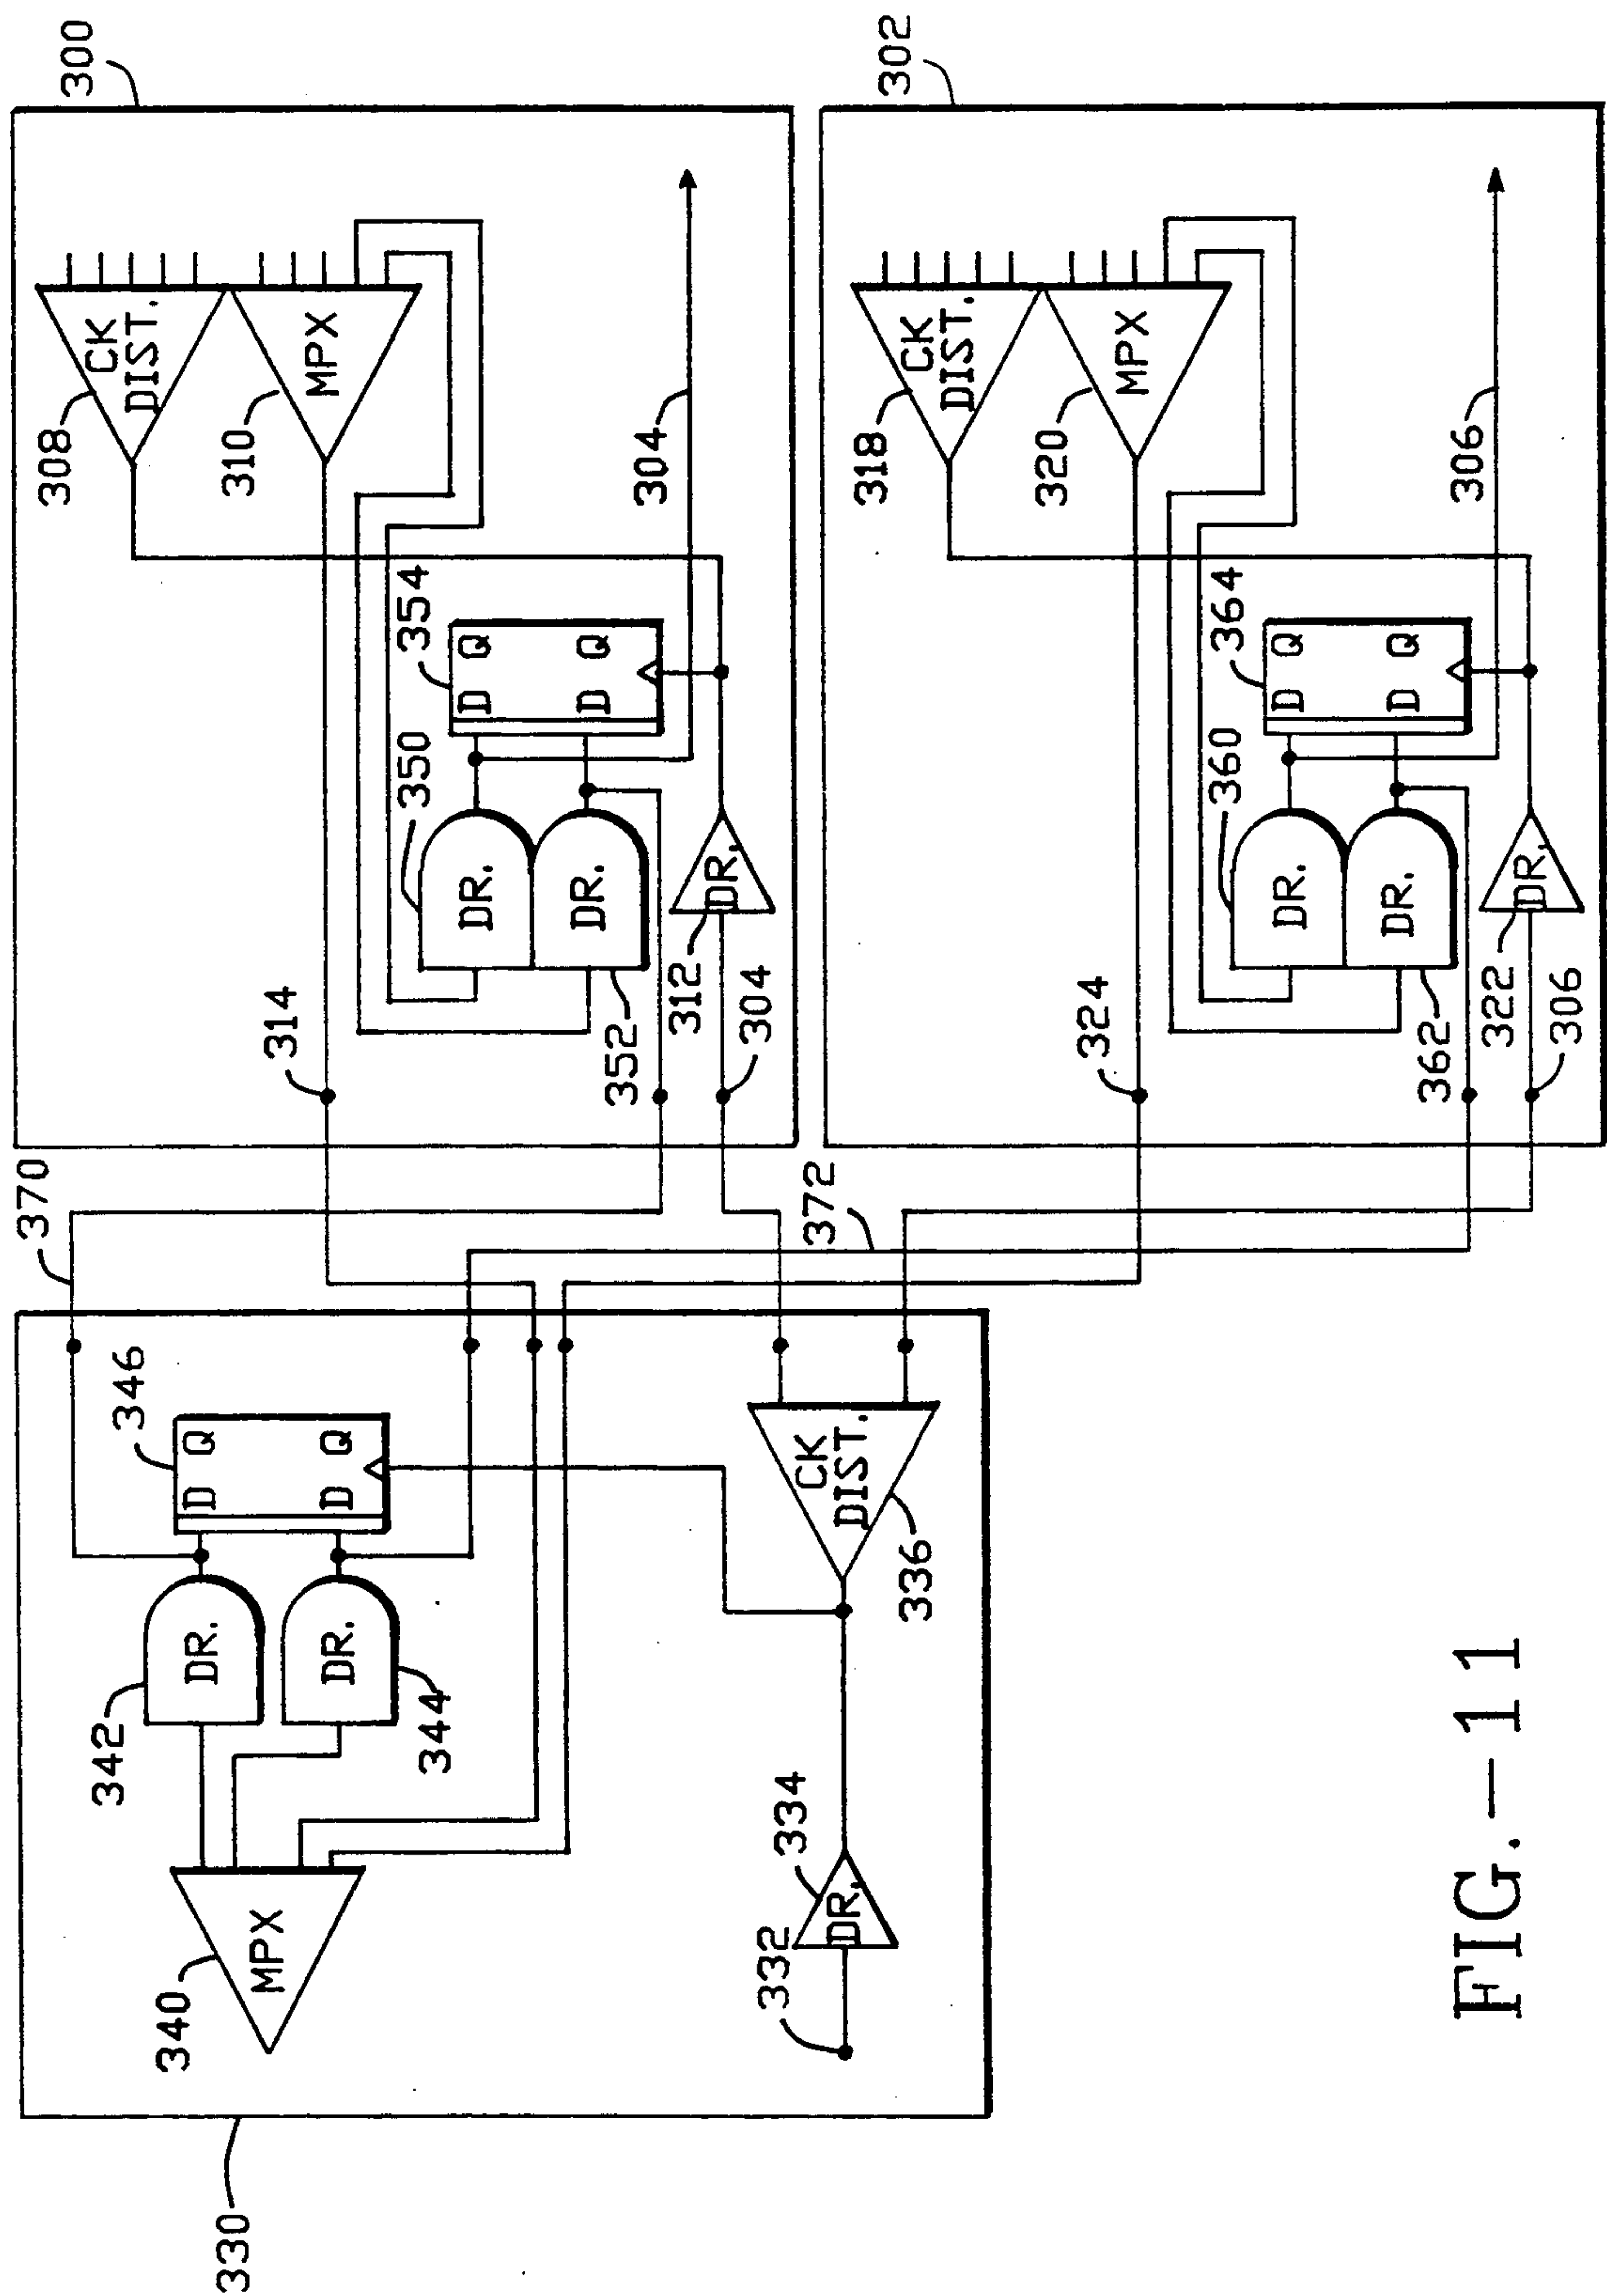 300
308
CK
DIST.
310
MPX
314
350
354
D Q
D Q
DR.
DR.
352
312
DR.
304
304
302
318
CK
DIST.
320
MPX
324
360
364
D Q
D Q
DR.
DR.
362
322
DR.
306
306
370
372
330
340
MPX
342
DR.
344
DR.
346
D Q
D Q
332
334
DR.
336
CK
DIST.
FIG.-11